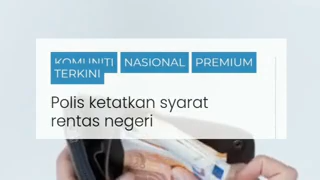 KOMUNITI NASIONAL PREMIUM
TERKINI
Polis ketatkan syarat
rentas negeri